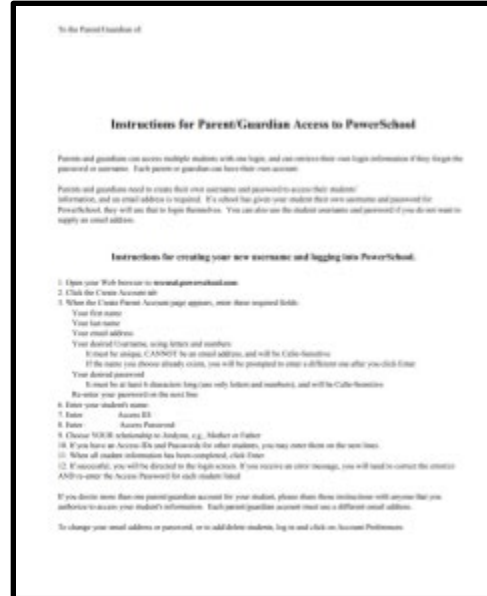 To the Parent/Guardian of:
Instructions for Parent/Guardian Access to PowerSchool
Parents and guardians can access multiple students with one login, and can retrieve their own login information if they forget the
password or username. Each parent or guardian can have their own account.
Parents and guardians need to create their own username and password to access their students'
information, and an email address is required. If a school has given your student their own username and password for
PowerSchool, they will use that to login themselves. You can also use the student username and password if you do not want to
supply an email address.
Instructions for creating your new username and logging into PowerSchool.
1. Open your Web browser to
2. Click the Create Account tab
3. When the Create Parent Account page appears, enter these required fields
Your first name
Your last name
Your email address
Your desired Username, using letters and numbers
It must be unique, CANNOT be an email address, and will be
If the name you choose already exists, you will be prompted to enter a different one after you click Enter
Your desired password
It must be at least 6 characters long (use only letters and numbers), and will be
Re-enter your password on the next line
6. Enter your student's name
7. Enter Access ID
8. Enter Access Password
9. Choose YOUR relationship to e.g., Mother or Father
10. If you have an Access IDs and Passwords for other students, you may enter them on the next lines
11. When all student information has been completed, click Enter
12. If successful, you will be directed to the login screen. If you receive an error message, you will need to correct the error(s)
AND re-enter the Access Password for each student listed
If you desire more than one parent/guardian account for your student, please share these instructions with anyone that you
authorize to access your student's information. Each parent/guardian account must use a different email address.
To change your email address or password, or to add/delete students, log in and click on Account Preferences